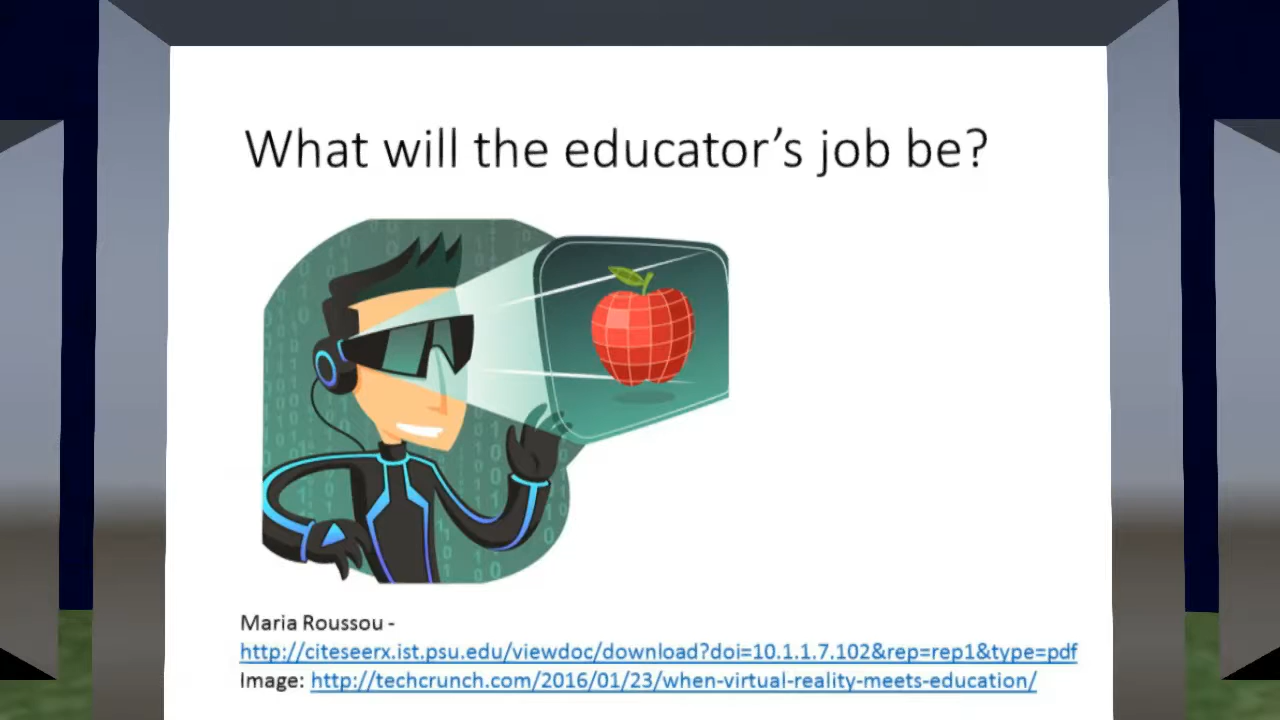 What will the educator's job be?
Maria Roussou -
http://citeseerx.ist.psu.edu/viewdoc/download?doi=10.1.1.7.102&rep=rep1&type=pdf
Image: http://techcrunch.com/2016/01/23/when-virtual-reality-meets-education/